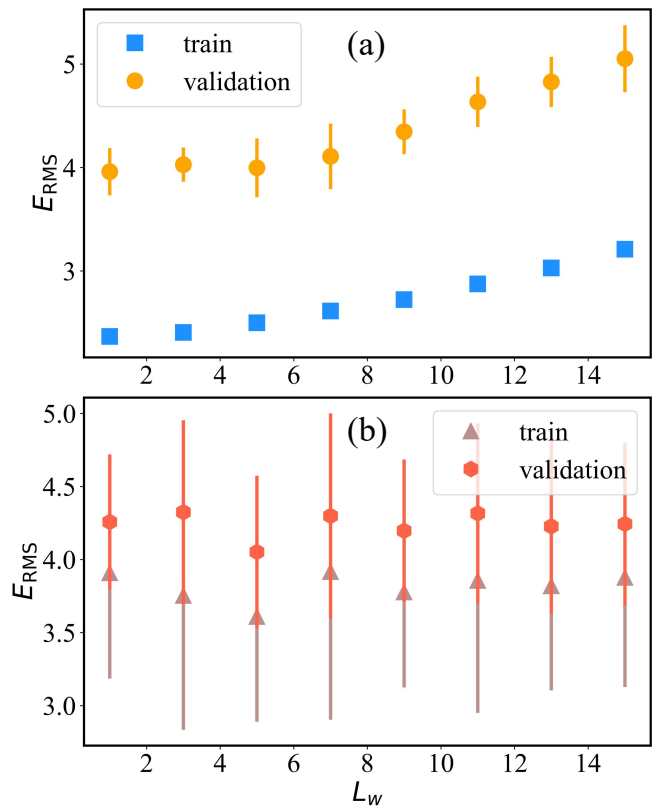 (a)
train
validation
5
4
3
E_RMS
2 4 6 8 10 12 14
(b)
train
validation
5.0
4.5
4.0
3.5
3.0
E_RMS
2 4 6 8 10 12 14
L_w